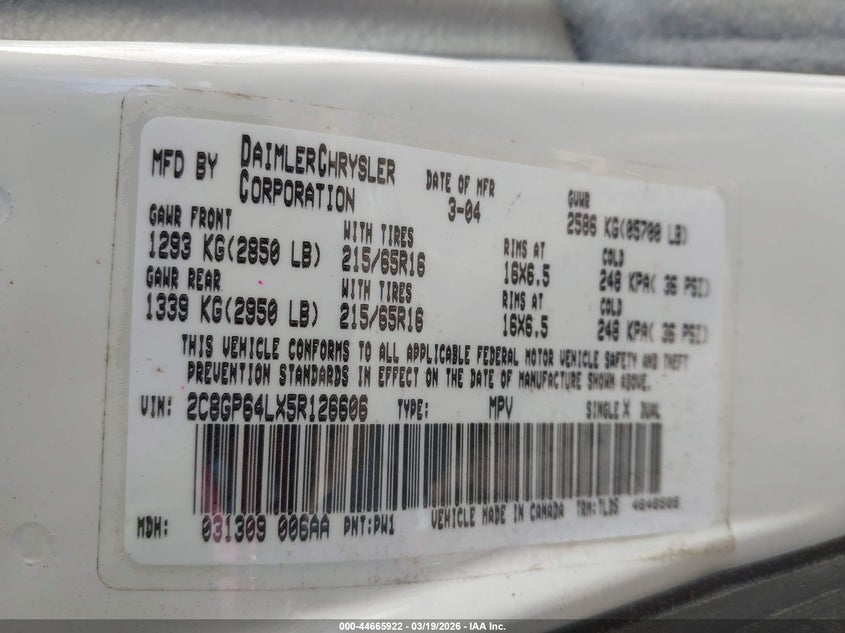 MFD BY DAIMLERCHRYSLER CORPORATION DATE OF MFR 3-04 GVWR 2586 KG(05700 LB)
GAWR FRONT WITH TIRES RIMS AT COLD
1293 KG(2850 LB) 215/65R16 16X6.5 248 KPA( 36 PSI)
GAWR REAR WITH TIRES RIMS AT COLD
1339 KG(2950 LB) 215/65R16 16X6.5 248 KPA( 36 PSI)
THIS VEHICLE CONFORMS TO ALL APPLICABLE FEDERAL MOTOR VEHICLE SAFETY AND THEFT
PREVENTION STANDARDS IN EFFECT ON THE DATE OF MANUFACTURE SHOWN ABOVE.
VIN: 2C8GP64LX5R126606 TYPE: MPV SINGLE X DUAL
MDH: 031309 006AA PNT:PW1 VEHICLE MADE IN CANADA TRM:TLDS 4648505
000-44665922 - 03/19/2026 - IAA Inc.